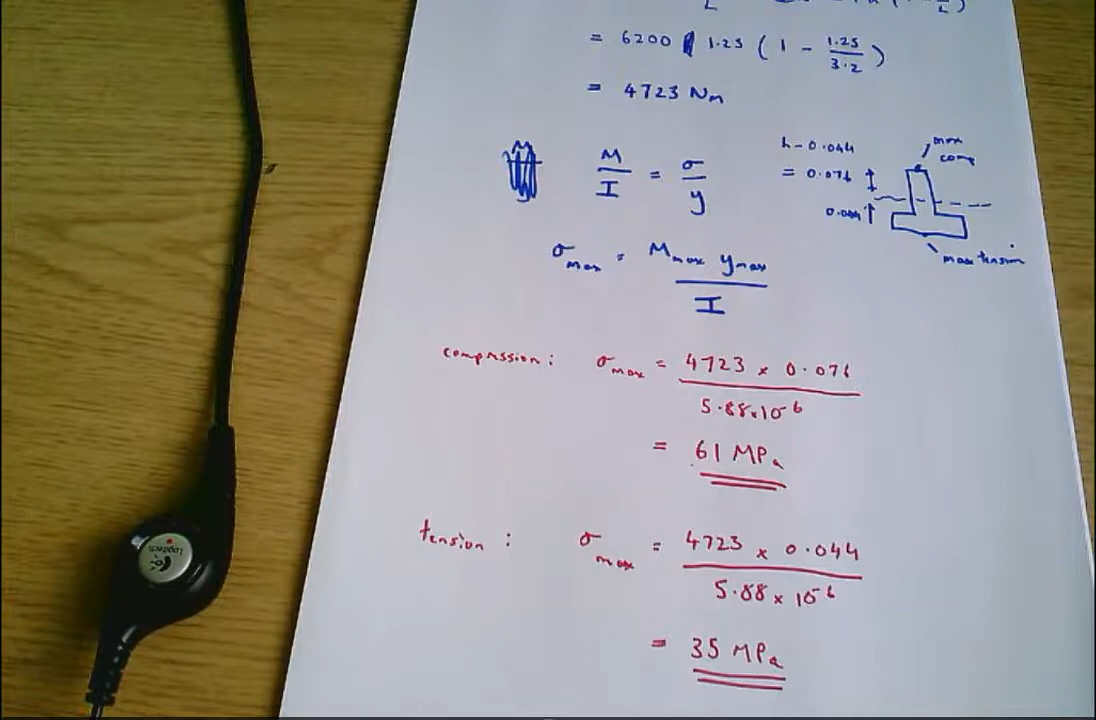 = 6200 1.25 ( 1 - 1.25/3.2 )
= 4723 Nm
M/I = σ/y
h - 0.044
= 0.076
0.044
max
comp
max tension
σmax = Mmax ymax / I
compression: σmax = 4723 x 0.076 / 5.88x10-6
= 61 MPa
tension: σmax = 4723 x 0.044 / 5.88 x 10-6
= 35 MPa
Logitech